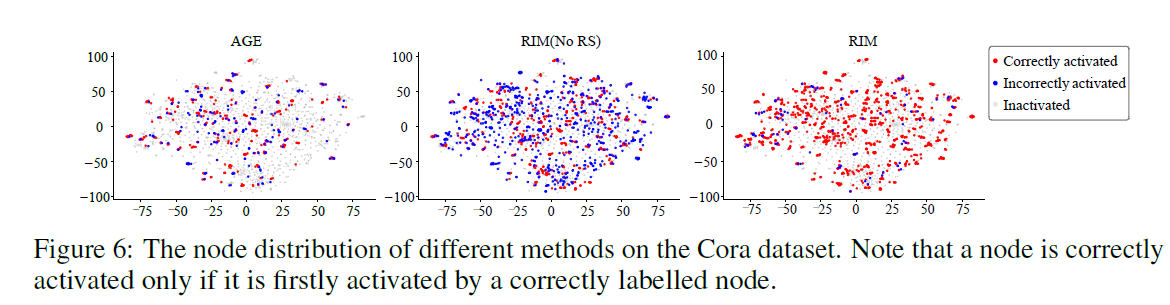 AGE
100
50
0
−50
−100
−75 −50 −25 0 25 50 75
RIM(No RS)
100
50
0
−50
−100
−75 −50 −25 0 25 50 75
RIM
100
50
0
−50
−100
−75 −50 −25 0 25 50 75
Correctly activated
Incorrectly activated
Inactivated
Figure 6: The node distribution of different methods on the Cora dataset. Note that a node is correctly
activated only if it is firstly activated by a correctly labelled node.